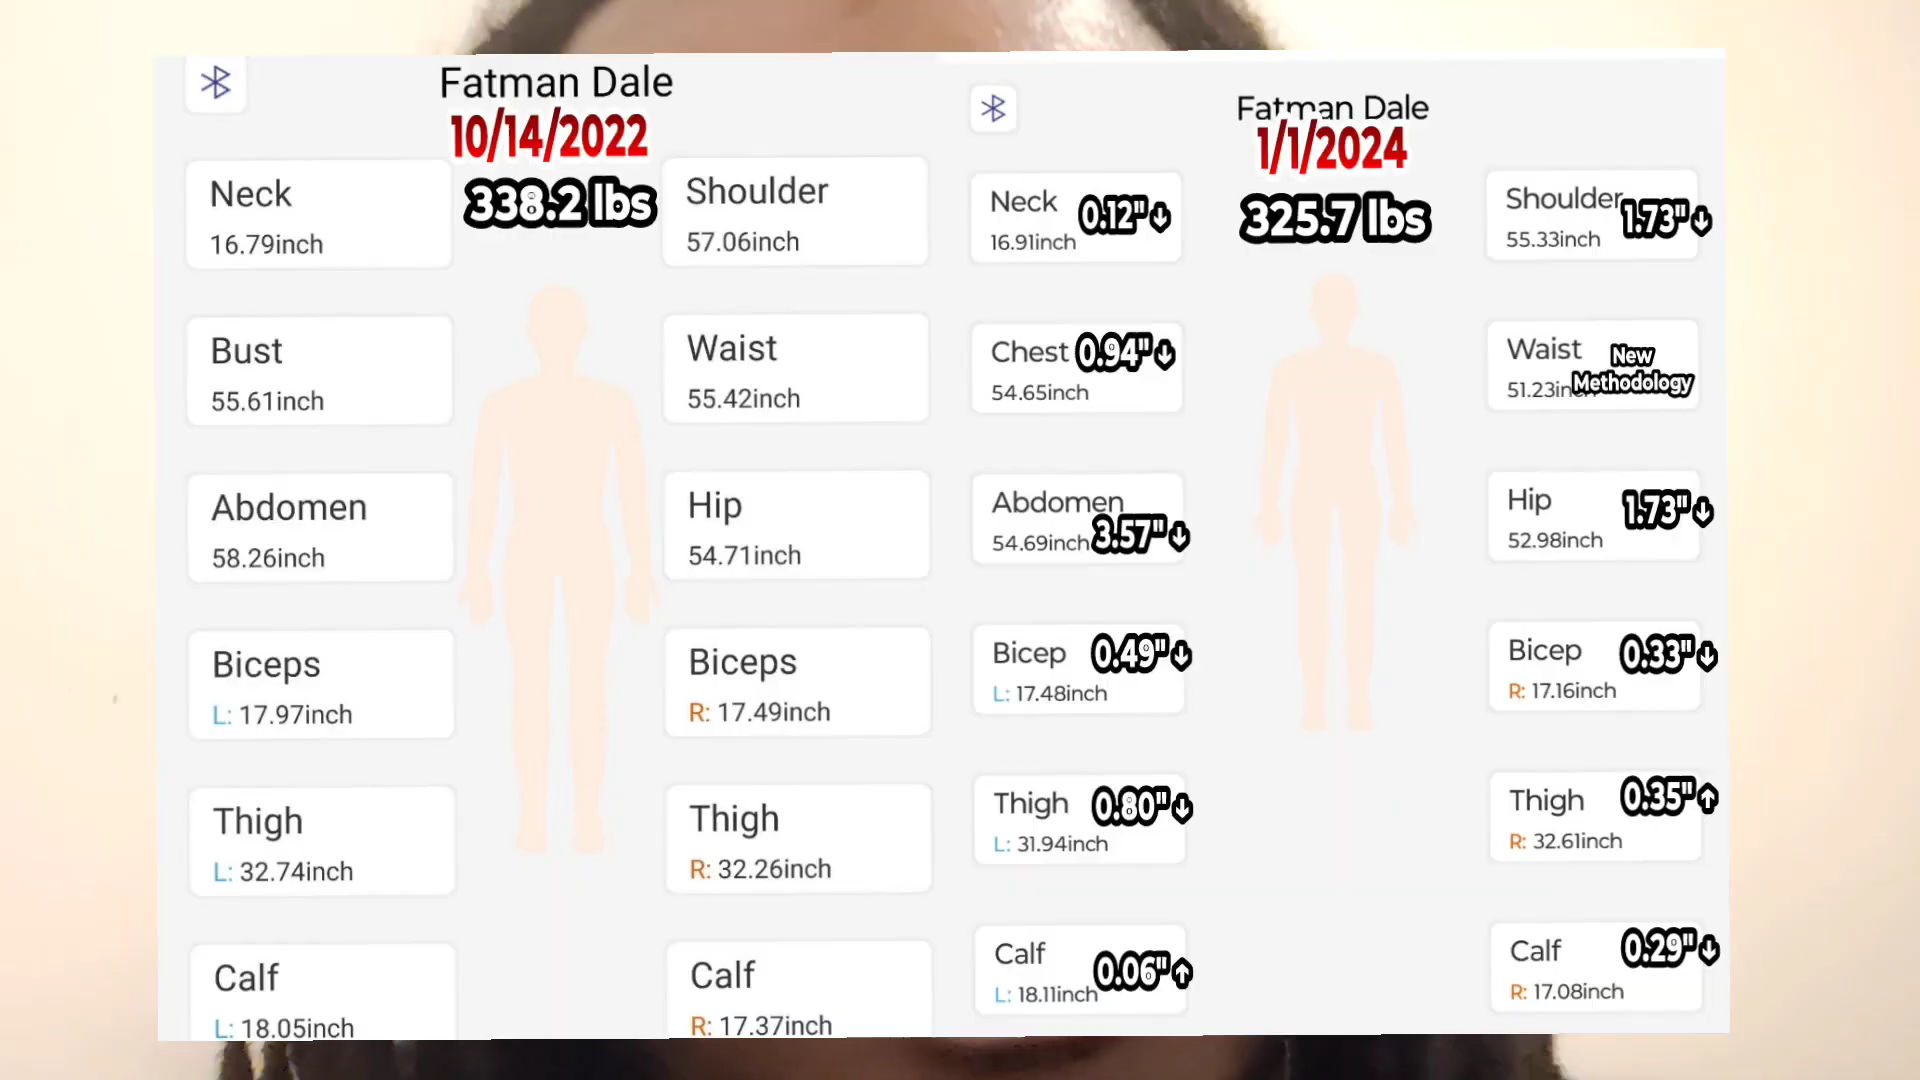 Fatman Dale
10/14/2022
338.2 lbs
Neck
16.79inch
Shoulder
57.06inch
Bust
55.61inch
Waist
55.42inch
Abdomen
58.26inch
Hip
54.71inch
Biceps
L: 17.97inch
Biceps
R: 17.49inch
Thigh
L: 32.74inch
Thigh
R: 32.26inch
Calf
L: 18.05inch
Calf
R: 17.37inch
Fatman Dale
1/1/2024
325.7 lbs
Neck 0.12"↓
16.91inch
Shoulder 1.73"↓
55.33inch
Chest 0.94"↓
54.65inch
Waist New
51.23inch Methodology
Abdomen
54.69inch 3.57"↓
Hip 1.73"↓
52.98inch
Bicep 0.49"↓
L: 17.48inch
Bicep 0.33"↓
R: 17.16inch
Thigh 0.80"↓
L: 31.94inch
Thigh 0.35"↑
R: 32.61inch
Calf 0.06"↑
L: 18.11inch
Calf 0.29"↓
R: 17.08inch